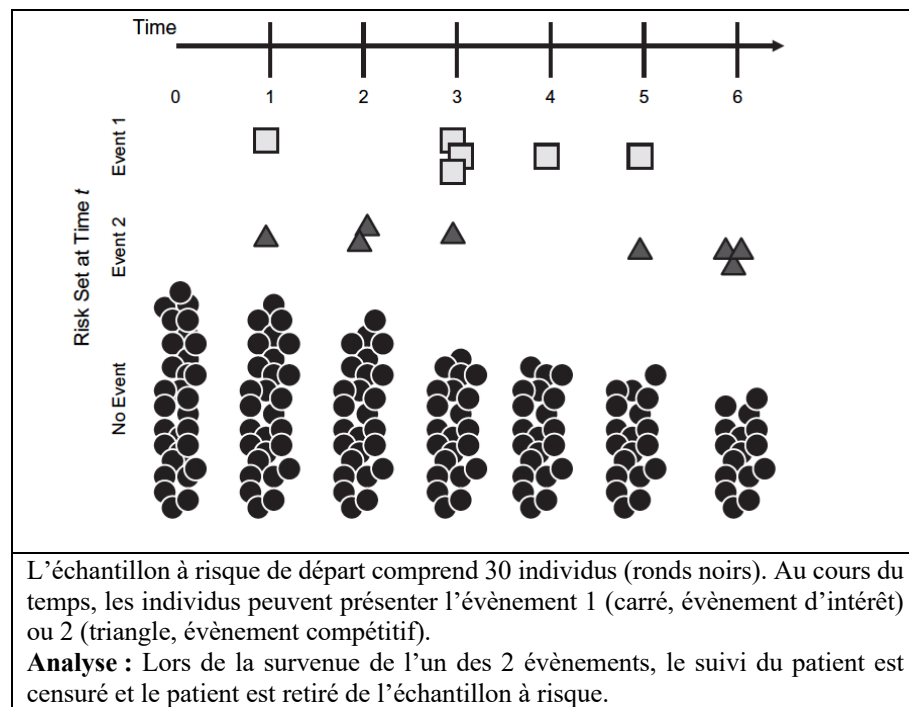 Time
0 1 2 3 4 5 6
Event 1
Event 2
No Event
Risk Set at Time t
L’échantillon à risque de départ comprend 30 individus (ronds noirs). Au cours du
temps, les individus peuvent présenter l’évènement 1 (carré, évènement d’intérêt)
ou 2 (triangle, évènement compétitif).
Analyse : Lors de la survenue de l’un des 2 évènements, le suivi du patient est
censuré et le patient est retiré de l’échantillon à risque.